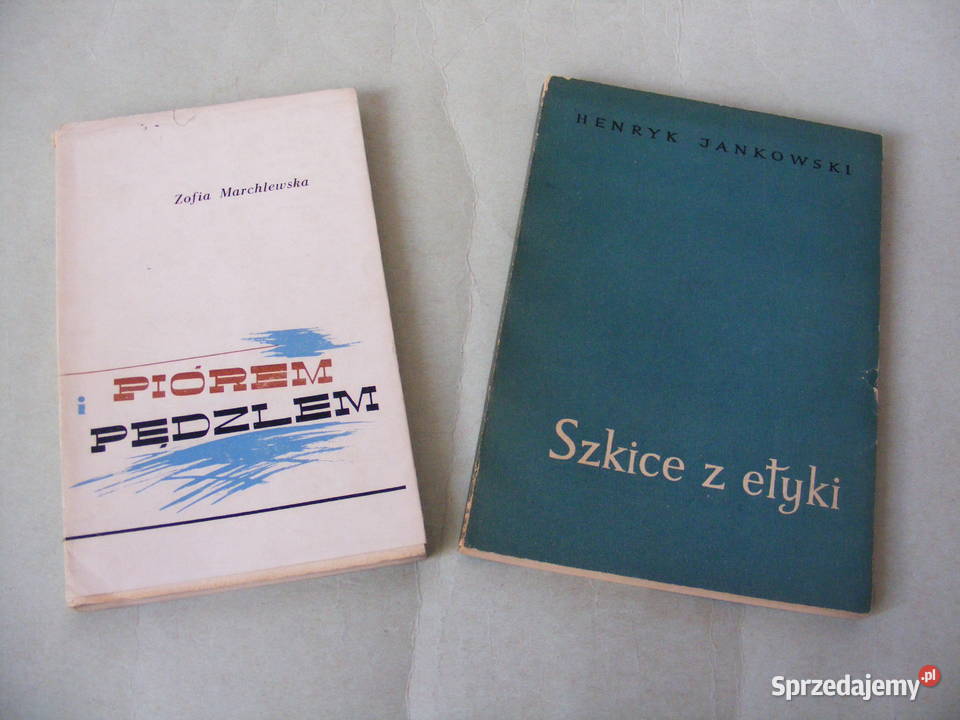 Zofia Marchlewska
PIÓREM
i PĘDZLEM
HENRYK JANKOWSKI
Szkice z etyki
Sprzedajemy.pl